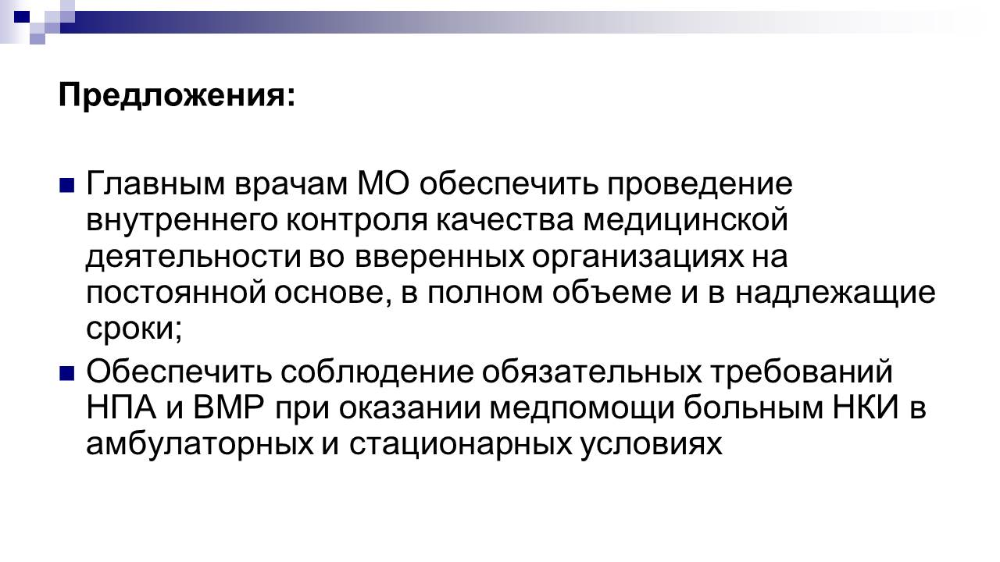 Предложения:
Главным врачам МО обеспечить проведение
внутреннего контроля качества медицинской
деятельности во вверенных организациях на
постоянной основе, в полном объеме и в надлежащие
сроки;
Обеспечить соблюдение обязательных требований
НПА и ВМР при оказании медпомощи больным НКИ в
амбулаторных и стационарных условиях